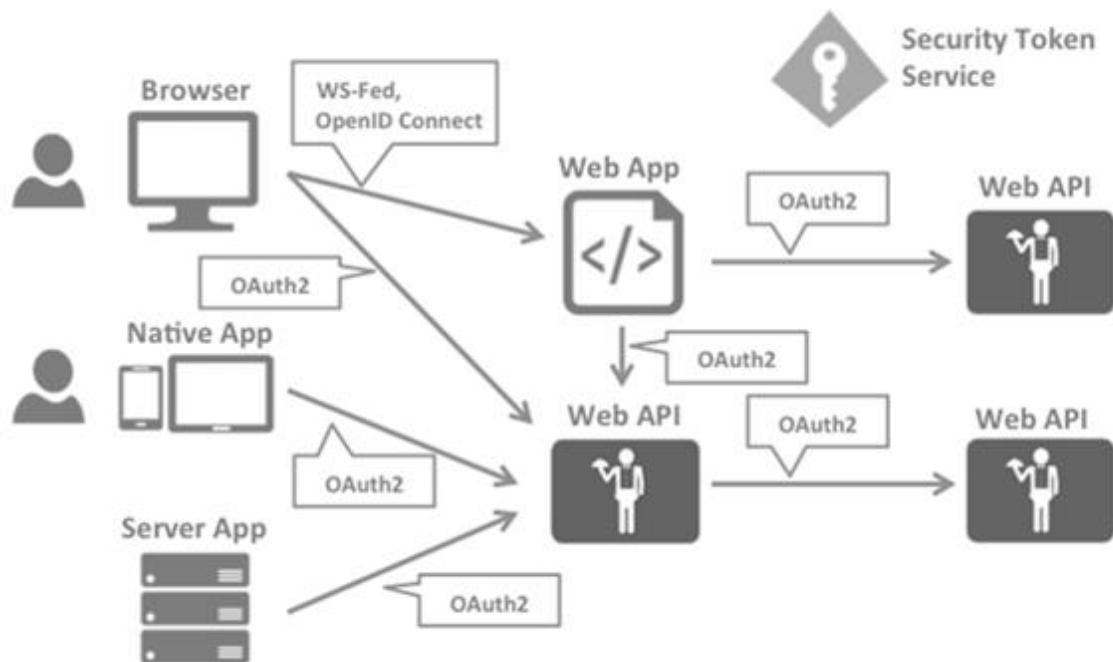 Security Token
Service
Browser
WS-Fed,
OpenID Connect
Web App
OAuth2
Web API
OAuth2
Native App
OAuth2
Web API
OAuth2
Web API
OAuth2
Server App
OAuth2